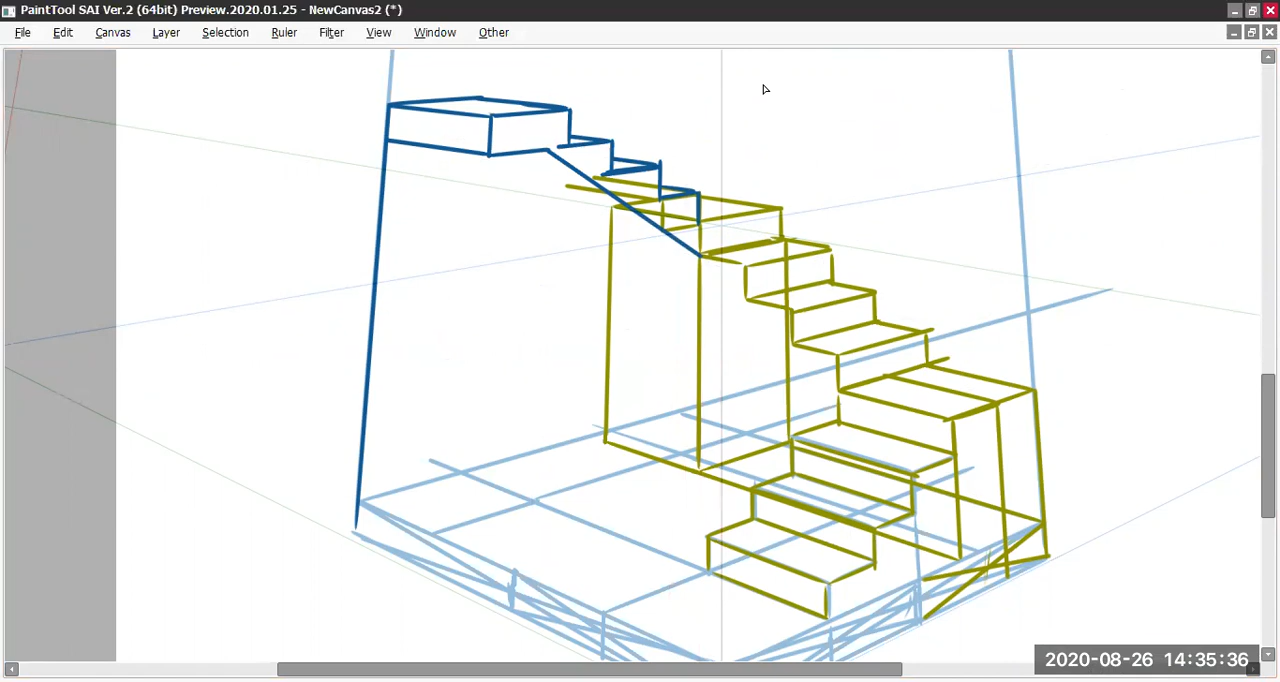 PaintTool SAI Ver.2 (64bit) Preview.2020.01.25 - NewCanvas2 (*)
File Edit Canvas Layer Selection Ruler Filter View Window Other
2020-08-26 14:35:36